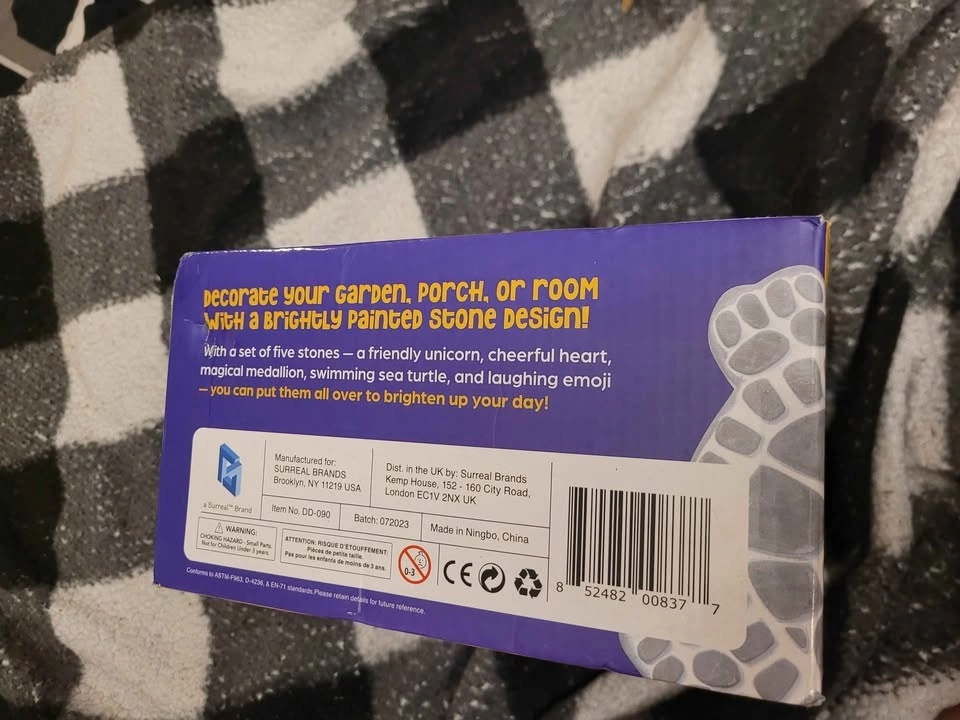 Decorate your Garden, Porch, or room
with a Brightly Painted Stone Design!
With a set of five stones – a friendly unicorn, cheerful heart,
magical medallion, swimming sea turtle, and laughing emoji
– you can put them all over to brighten up your day!
a Surreal™ Brand
Manufactured for:
SURREAL BRANDS
Brooklyn, NY 11219 USA
Dist. in the UK by: Surreal Brands
Kemp House, 152 - 160 City Road,
London EC1V 2NX UK
Item No. DD-090
Batch: 072023
Made in Ningbo, China
WARNING:
CHOKING HAZARD - Small Parts.
Not for Children Under 3 years.
ATTENTION: RISQUE D'ÉTOUFFEMENT:
Pièces de petite taille.
Pas pour les enfants de moins de 3 ans.
0-3
CE
8 52482 00837 7
Conforms to ASTM-F963, D-4236, & EN-71 standards.Please retain details for future reference.